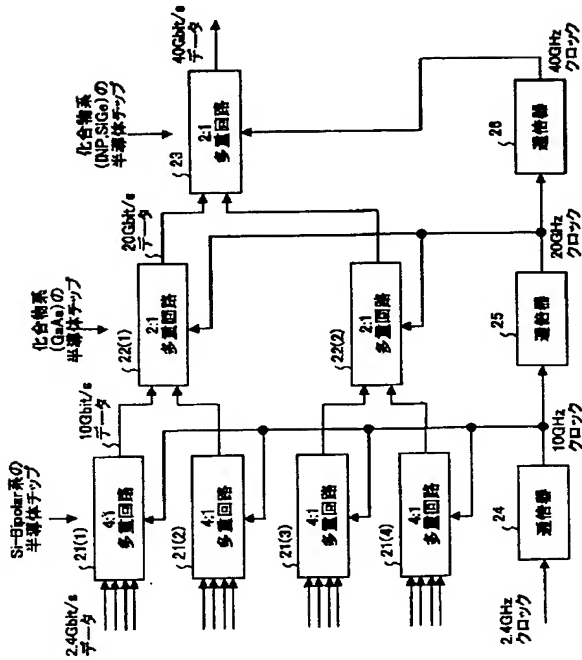 Si-Bipolar系の
半導体チップ
化合物系
(GaAs)の
半導体チップ
化合物系
(INP,SiGe)の
半導体チップ
2.4Gbit/s
データ
21(1)
4:1
多重回路
10Gbit/s
データ
21(2)
4:1
多重回路
21(3)
4:1
多重回路
21(4)
4:1
多重回路
22(1)
2:1
多重回路
20Gbit/s
データ
22(2)
2:1
多重回路
23
2:1
多重回路
40Gbit/s
データ
2.4GHz
クロック
24
逓倍器
10GHz
クロック
25
逓倍器
20GHz
クロック
26
逓倍器
40GHz
クロック